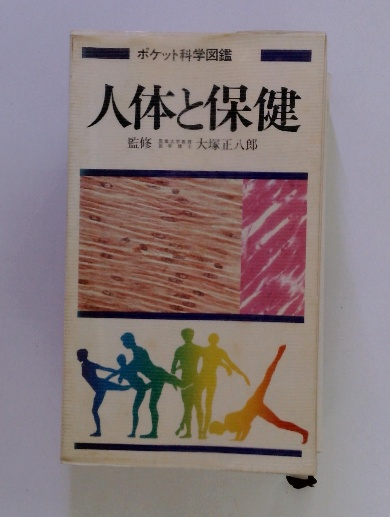 ポケット科学図鑑
人体と保健
監修 大塚正八郎